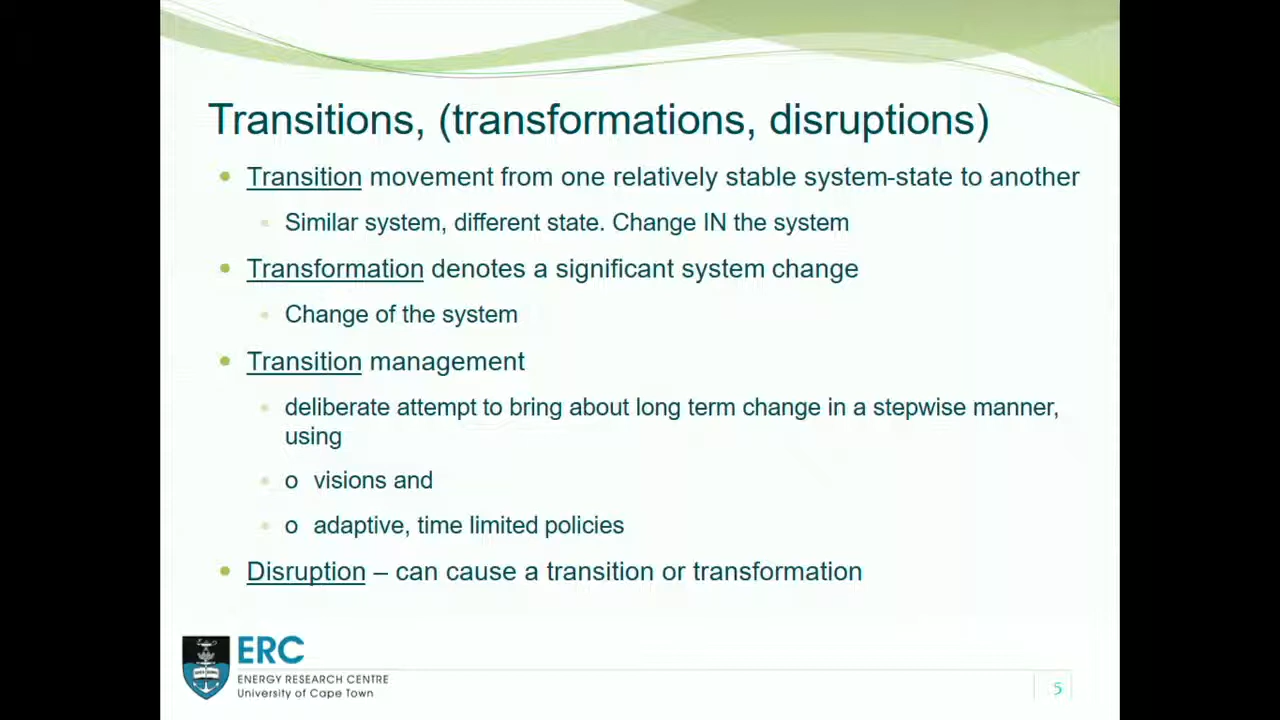 Transitions, (transformations, disruptions)
• Transition movement from one relatively stable system-state to another
• Similar system, different state. Change IN the system
• Transformation denotes a significant system change
• Change of the system
• Transition management
• deliberate attempt to bring about long term change in a stepwise manner,
using
• o visions and
• o adaptive, time limited policies
• Disruption – can cause a transition or transformation
ERC
ENERGY RESEARCH CENTRE
University of Cape Town
5